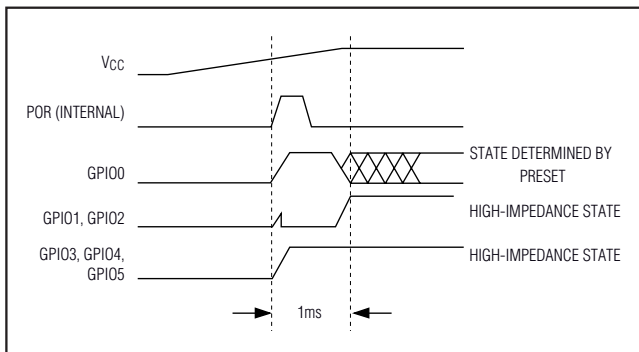 VCC
POR (INTERNAL)
GPIO0
STATE DETERMINED BY
PRESET
GPIO1, GPIO2
HIGH-IMPEDANCE STATE
GPIO3, GPIO4,
GPIO5
HIGH-IMPEDANCE STATE
1ms